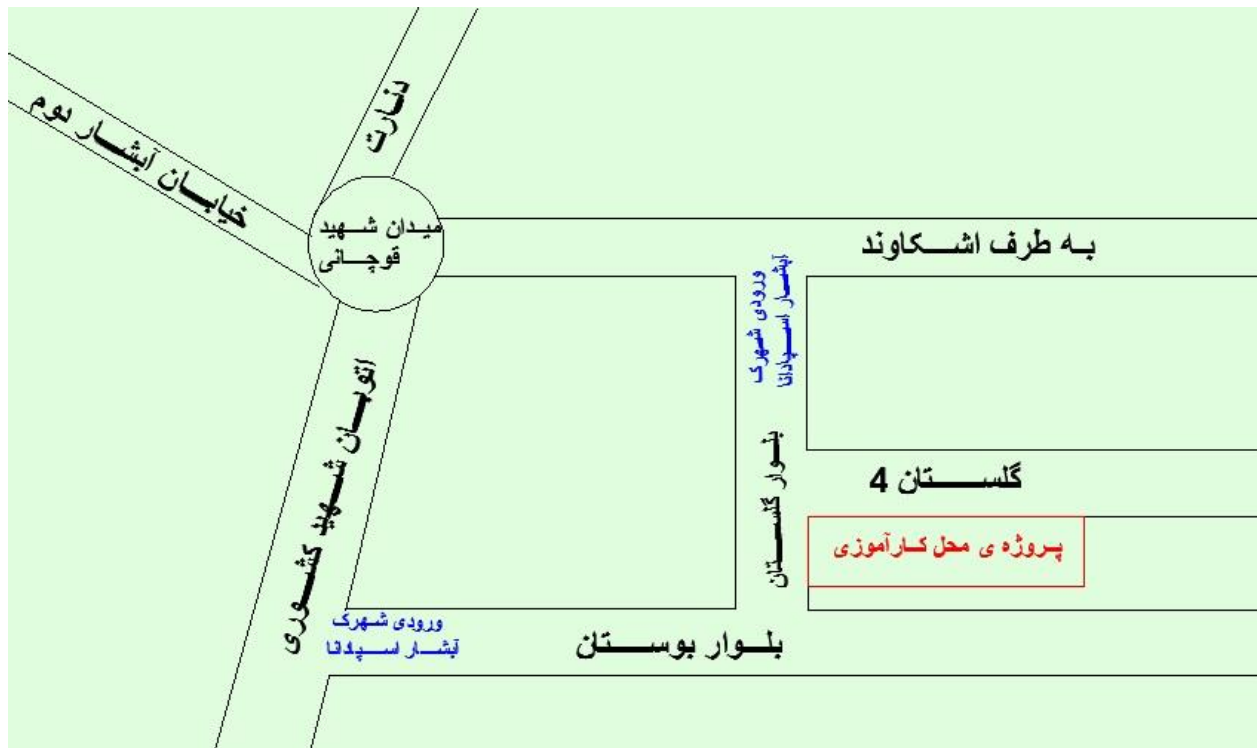 دنارت
خیابان آبشار دوم
میدان شهید
قوچانی
به طرف اشکاوند
ورودی شهرک
آبشار اسپادانا
اتوبان شهید کشوری
بلوار گلستان
گلستان 4
پروژه ی محل کارآموزی
ورودی شهرک
آبشار اسپادانا
بلوار بوستان